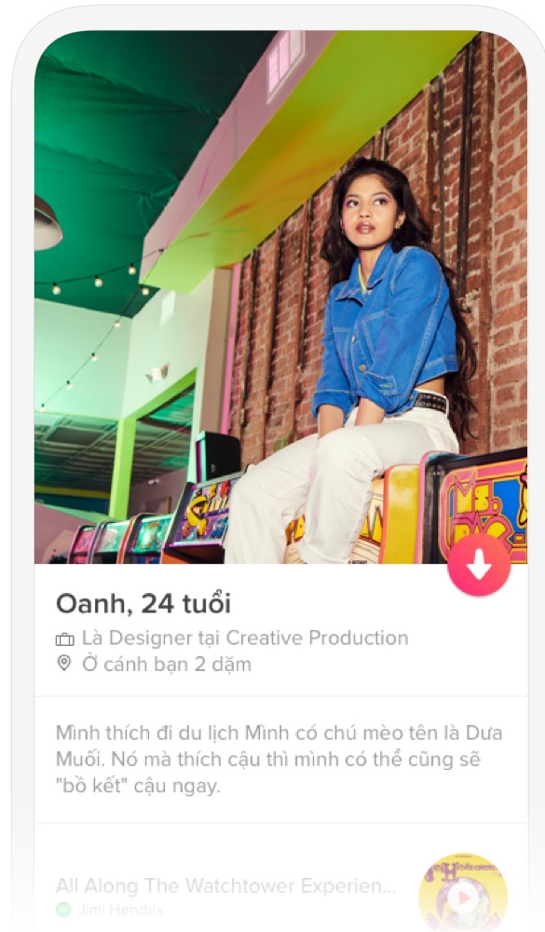 Oanh, 24 tuổi
Là Designer tại Creative Production
Ở cánh bạn 2 dặm
Mình thích đi du lịch Mình có chú mèo tên là Dưa
Muối. Nó mà thích cậu thì mình có thể cũng sẽ
"bồ kết" cậu ngay.
All Along The Watchtower Experien...
Jimi Hendrix